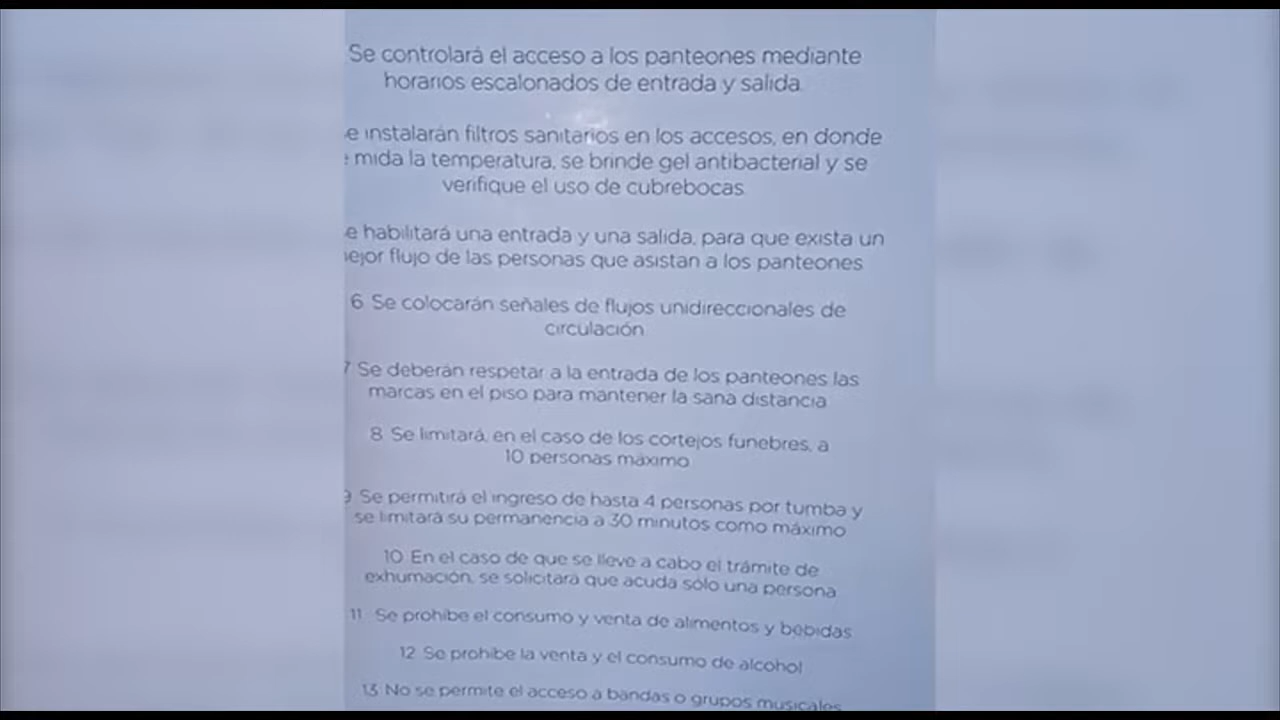 Se controlará el acceso a los panteones mediante
horarios escalonados de entrada y salida
e instalarán filtros sanitarios en los accesos, en donde
mida la temperatura, se brinde gel antibacterial y se
verifique el uso de cubrebocas
e habilitará una entrada y una salida, para que exista un
ejor flujo de las personas que asistan a los panteones
6 Se colocarán señales de flujos unidireccionales de
circulación
7 Se deberán respetar a la entrada de los panteones las
marcas en el piso para mantener la sana distancia
8 Se limitará, en el caso de los cortejos funebres, a
10 personas máximo
9 Se permitirá el ingreso de hasta 4 personas por tumba y
se limitará su permanencia a 30 minutos como máximo
10 En el caso de que se lleve a cabo el trámite de
exhumación, se solicitara que acuda sólo una persona
11 Se prohibe el consumo y venta de alimentos y bebidas
12 Se prohibe la venta y el consumo de alcohol
13 No se permite el acceso a bandas o grupos musicales